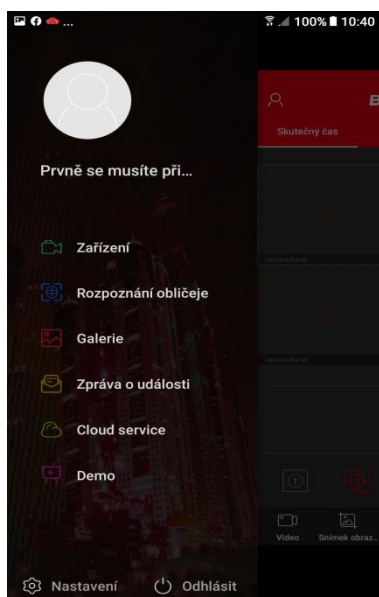 ... 100% 10:40
B
Skutečný čas
Prvně se musíte při...
Zařízení
Rozpoznání obličeje
Galerie
Zpráva o události
Cloud service
Demo
1
Video Snímek obraz..
Nastavení Odhlásit